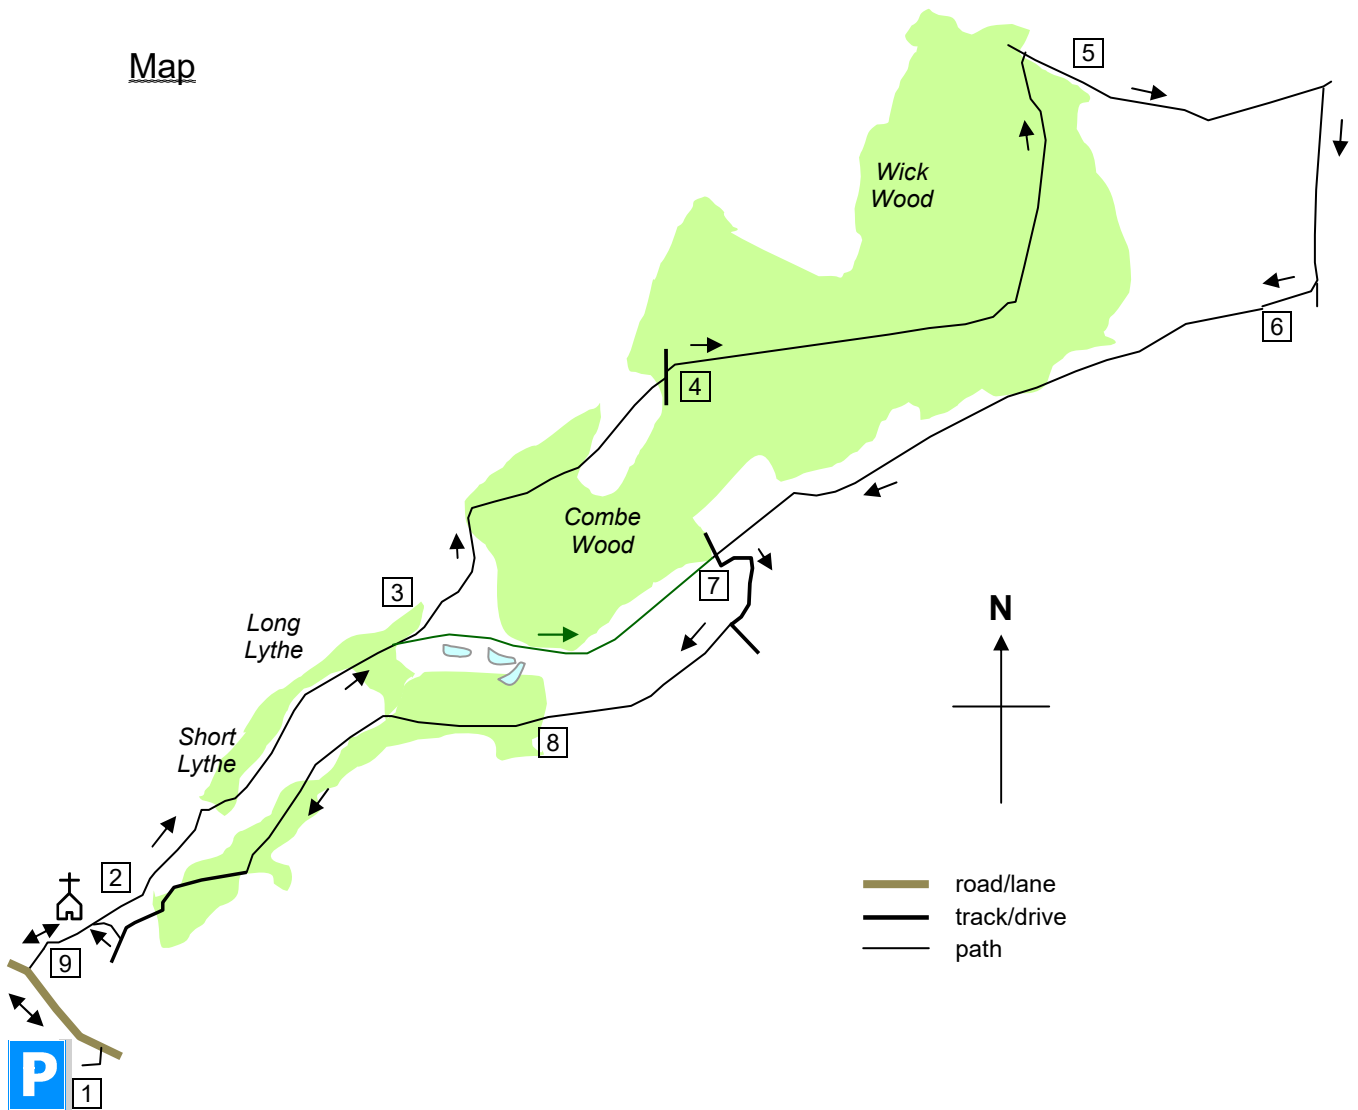 Map
5
Wick
Wood
6
4
Combe
Wood
7
3
N
Long
Lythe
Short
Lythe
8
2
road/lane
track/drive
path
9
P
1